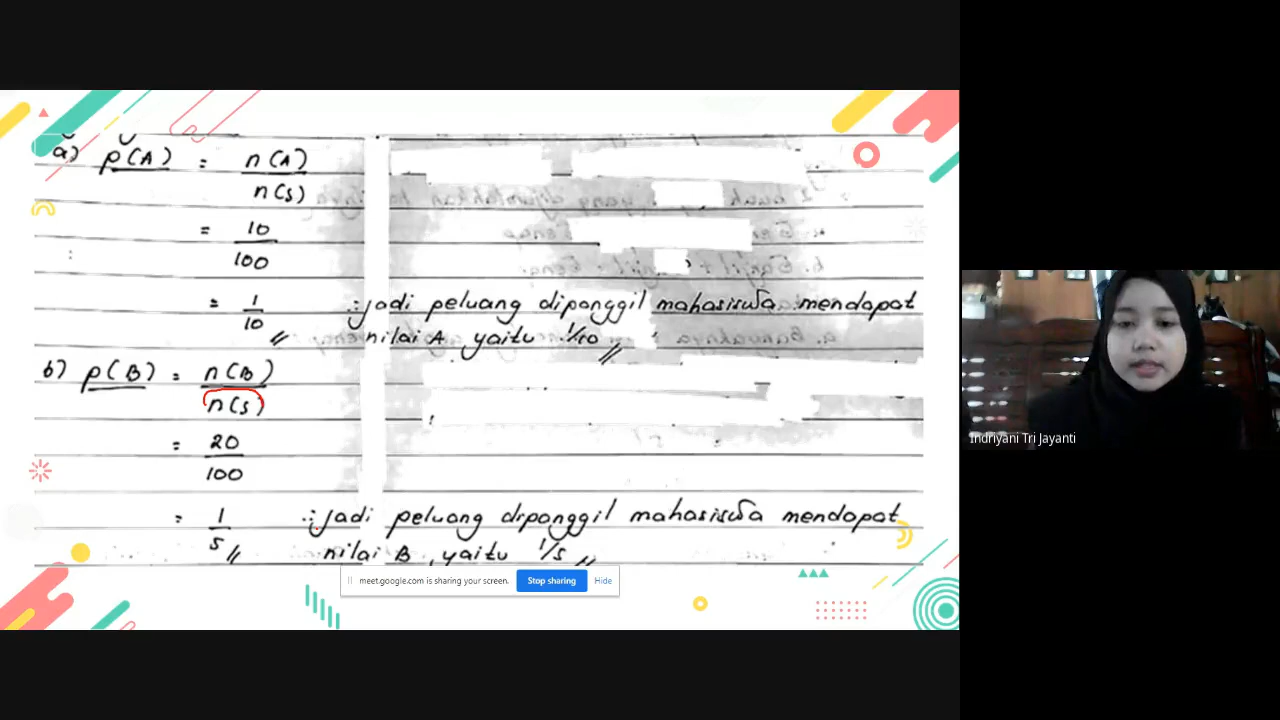 a) p(A) = n(A)
n(s)
= 10
100
= 1
10 // ∴ jadi peluang dipanggil mahasiswa mendapat
nilai A yaitu 1/10 //
b) p(B) = n(B)
n(s)
= 20
100
= 1
5 // ∴ jadi peluang dipanggil mahasiswa mendapat
nilai B yaitu 1/5 //
meet.google.com is sharing your screen. Stop sharing Hide
Indriyani Tri Jayanti